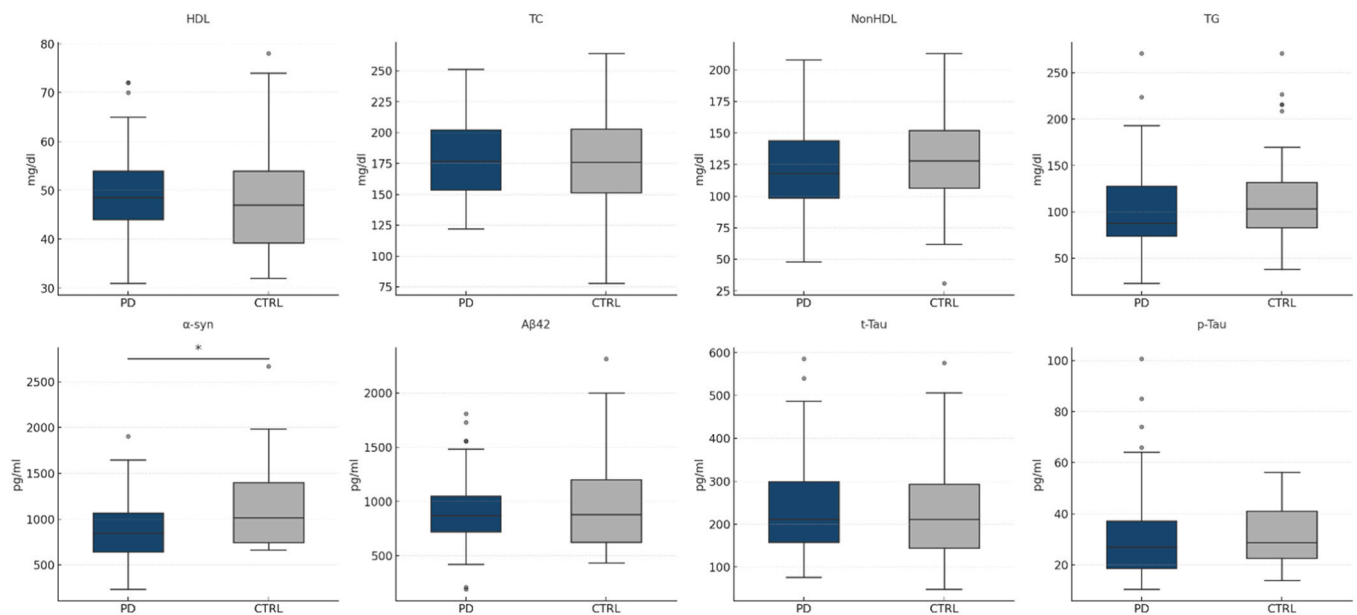 HDL
TC
NonHDL
TG
80
70
60
50
40
30
mg/dl
PD CTRL
250
225
200
175
150
125
100
75
mg/dl
PD CTRL
200
175
150
125
100
75
50
25
mg/dl
PD CTRL
250
200
150
100
50
mg/dl
PD CTRL
α-syn
Aβ42
t-Tau
p-Tau
*
2500
2000
1500
1000
500
pg/ml
PD CTRL
2000
1500
1000
500
pg/ml
PD CTRL
600
500
400
300
200
100
pg/ml
PD CTRL
100
80
60
40
20
pg/ml
PD CTRL